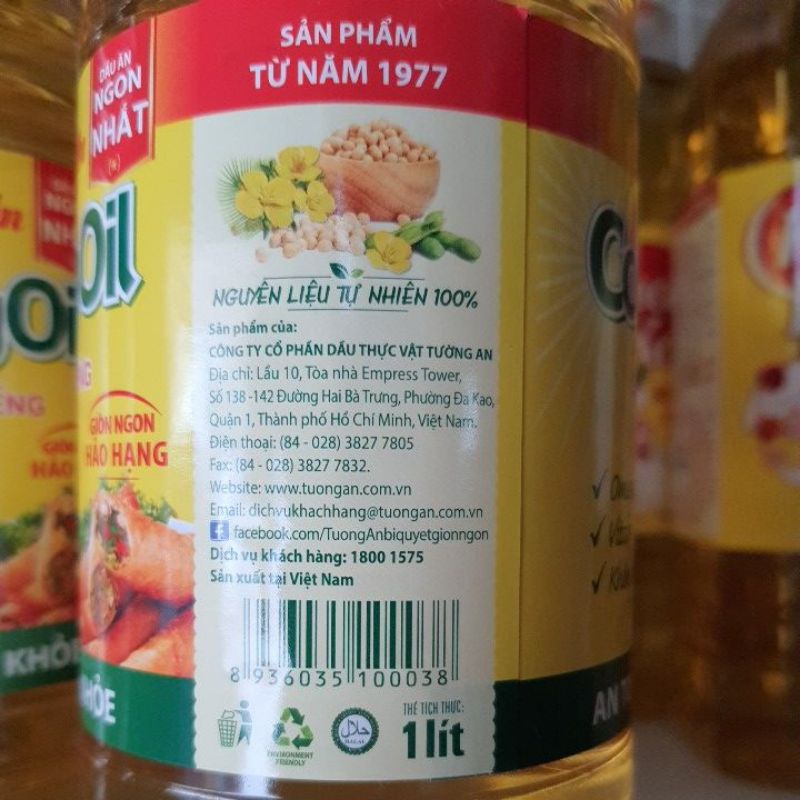 SẢN PHẨM
TỪ NĂM 1977
DẦU ĂN
NGON
NHẤT
Oil
GIÒN NGON
HẢO HẠNG
NGUYÊN LIỆU TỰ NHIÊN 100%
Sản phẩm của:
CÔNG TY CỔ PHẦN DẦU THỰC VẬT TƯỜNG AN
Địa chỉ: Lầu 10, Tòa nhà Empress Tower,
Số 138 -142 Đường Hai Bà Trưng, Phường Đa Kao,
Quận 1, Thành phố Hồ Chí Minh, Việt Nam.
Điện thoại: (84 - 028) 3827 7805
Fax: (84 - 028) 3827 7832.
Website: www.tuongan.com.vn
Email: dichvukhachhang@tuongan.com.vn
facebook.com/TuongAnbiquyetgionngon
Dịch vụ khách hàng: 1800 1575
Sản xuất tại Việt Nam
8 936035 100038
ENVIRONMENT
FRIENDLY
حلال
HALAL
THỂ TÍCH THỰC:
1 lít